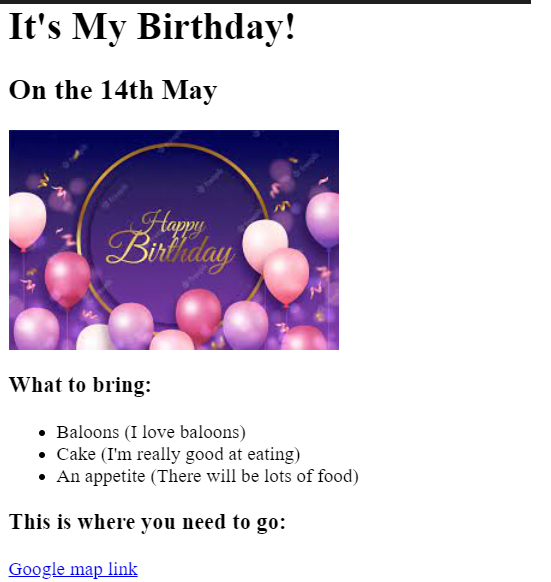 It's My Birthday!
On the 14th May
Happy
Birthday
What to bring:
Baloons (I love baloons)
Cake (I'm really good at eating)
An appetite (There will be lots of food)
This is where you need to go:
Google map link